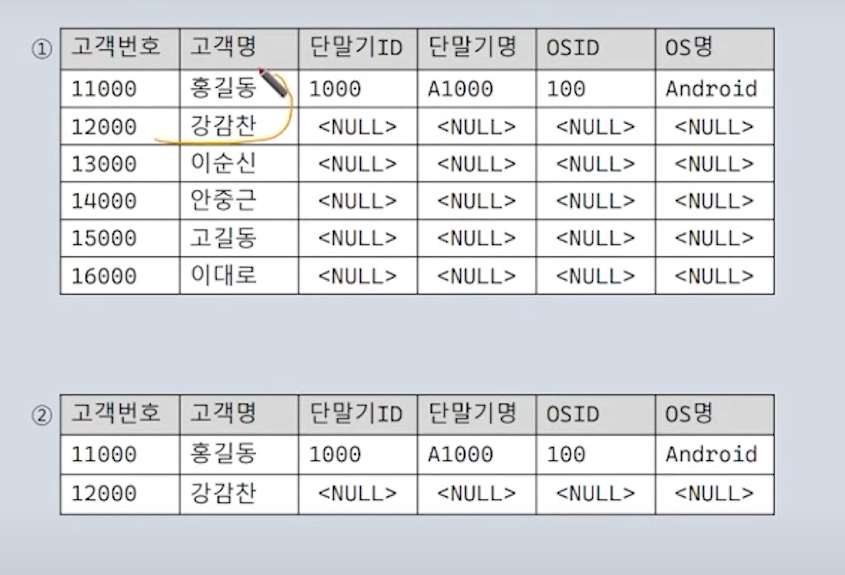 ①
고객번호 고객명 단말기ID 단말기명 OSID OS명
11000 홍길동 1000 A1000 100 Android
12000 강감찬 <NULL> <NULL> <NULL> <NULL>
13000 이순신 <NULL> <NULL> <NULL> <NULL>
14000 안중근 <NULL> <NULL> <NULL> <NULL>
15000 고길동 <NULL> <NULL> <NULL> <NULL>
16000 이대로 <NULL> <NULL> <NULL> <NULL>
②
고객번호 고객명 단말기ID 단말기명 OSID OS명
11000 홍길동 1000 A1000 100 Android
12000 강감찬 <NULL> <NULL> <NULL> <NULL>